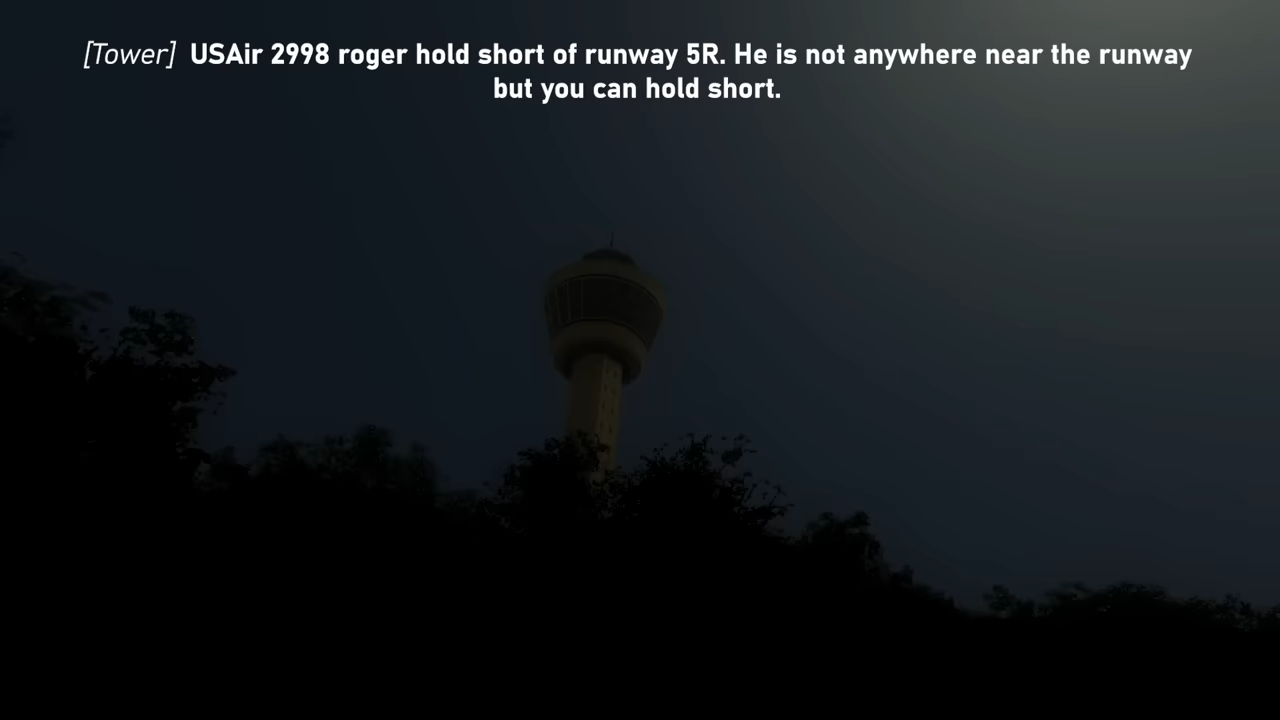 [Tower] USAir 2998 roger hold short of runway 5R. He is not anywhere near the runway
but you can hold short.